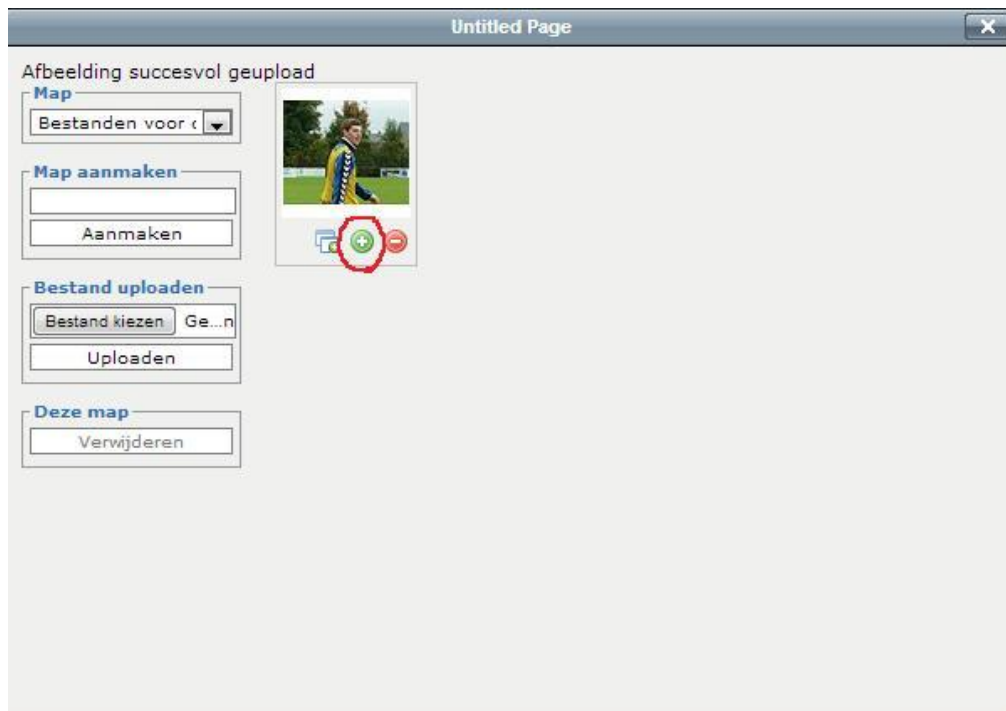 Untitled Page
Afbeelding succesvol geupload
Map
Bestanden voor
Map aanmaken
Aanmaken
Bestand uploaden
Bestand kiezen Ge...n
Uploaden
Deze map
Verwijderen